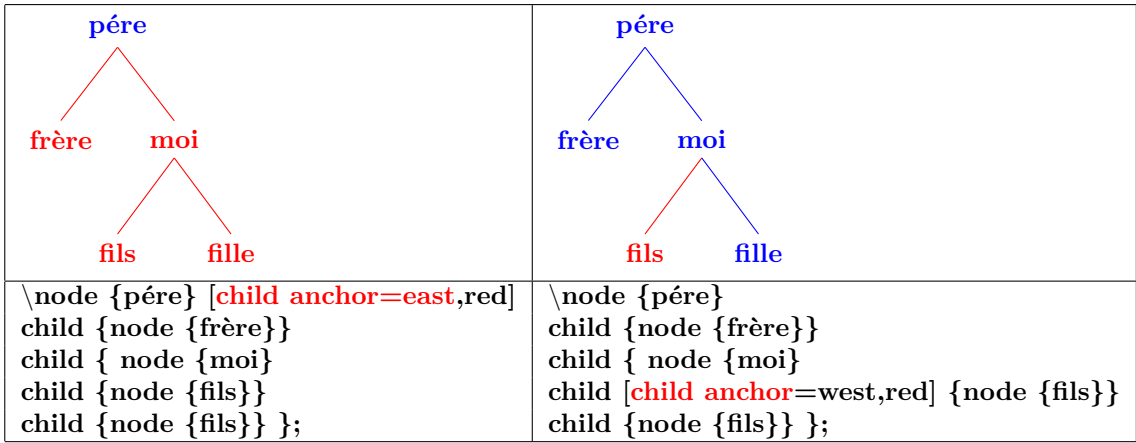 pére
frère moi
fils fille
\node {pére} [child anchor=east,red]
child {node {frère}}
child { node {moi}
child {node {fils}}
child {node {fils}} };
pére
frère moi
fils fille
\node {pére}
child {node {frère}}
child { node {moi}
child [child anchor=west,red] {node {fils}}
child {node {fils}} };